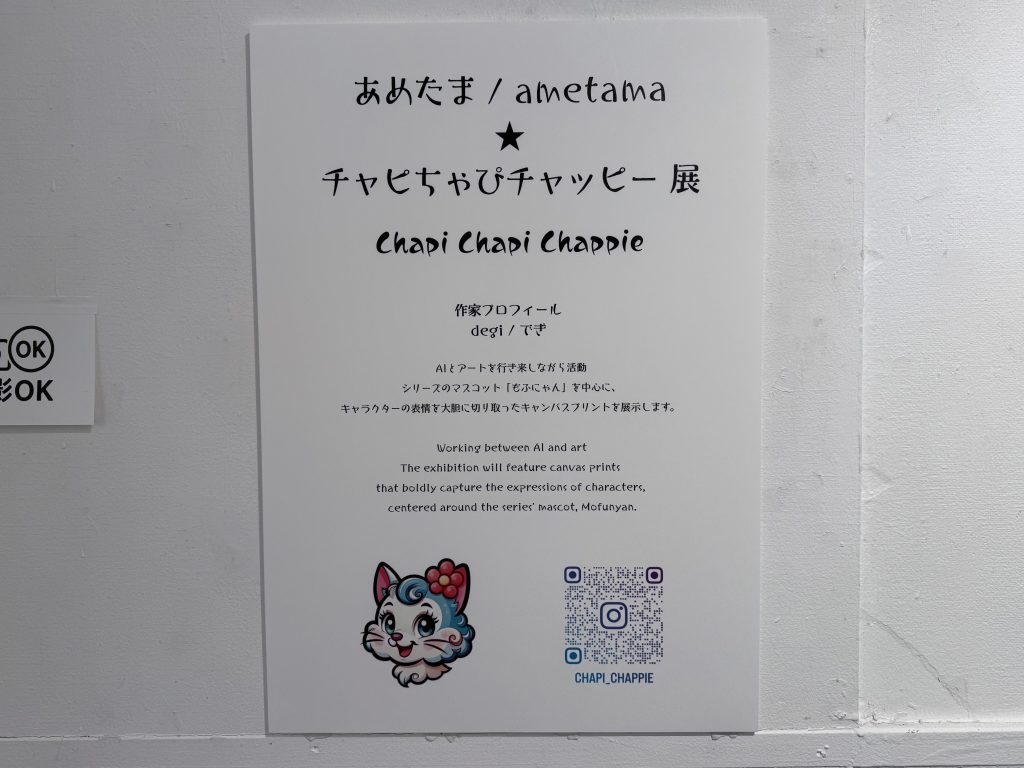 あめたま / ametama
★
チャピちゃぴチャッピー 展
Chapi Chapi Chappie
作家プロフィール
degi / でぎ
AIとアートを行き来しながら活動
シリーズのマスコット「もふにゃん」を中心に、
キャラクターの表情を大胆に切り取ったキャンバスプリントを展示します。
Working between AI and art
The exhibition will feature canvas prints
that boldly capture the expressions of characters,
centered around the series' mascot, Mofunyan.
CHAPI_CHAPPIE
OK
影OK